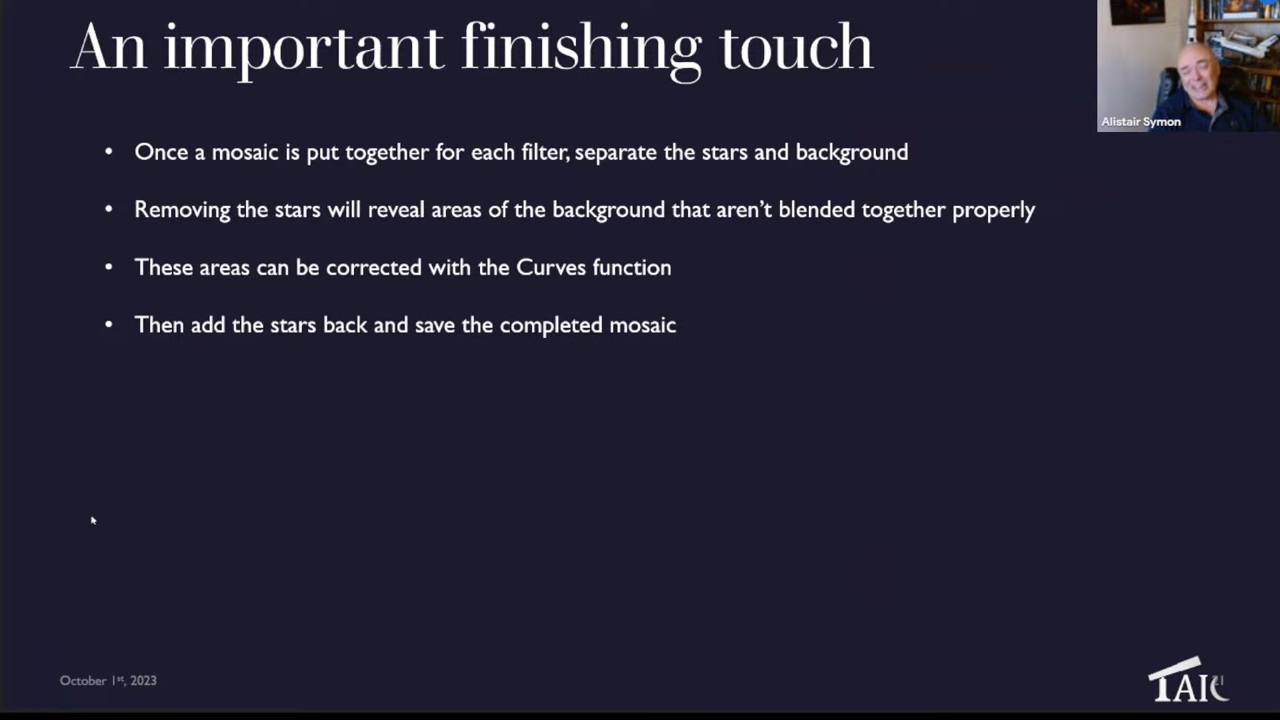 An important finishing touch
Alistair Symon
• Once a mosaic is put together for each filter, separate the stars and background
• Removing the stars will reveal areas of the background that aren't blended together properly
• These areas can be corrected with the Curves function
• Then add the stars back and save the completed mosaic
October 1st, 2023
TAIC
21